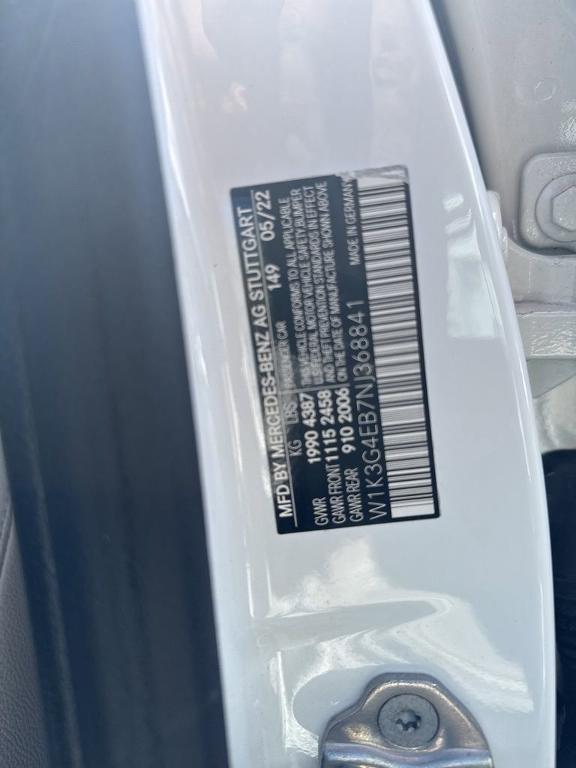 MFD BY MERCEDES-BENZ AG STUTTGART
KG LBS PASSENGER CAR 149 05/22
GVWR 1990 4387 THIS VEHICLE CONFORMS TO ALL APPLICABLE
U.S.FEDERAL MOTOR VEHICLE SAFETY,BUMPER
GAWR FRONT 1115 2458 AND THEFT PREVENTION STANDARDS IN EFFECT
GAWR REAR 910 2006 ON THE DATE OF MANUFACTURE SHOWN ABOVE
W1K3G4EB7NJ368841 MADE IN GERMANY